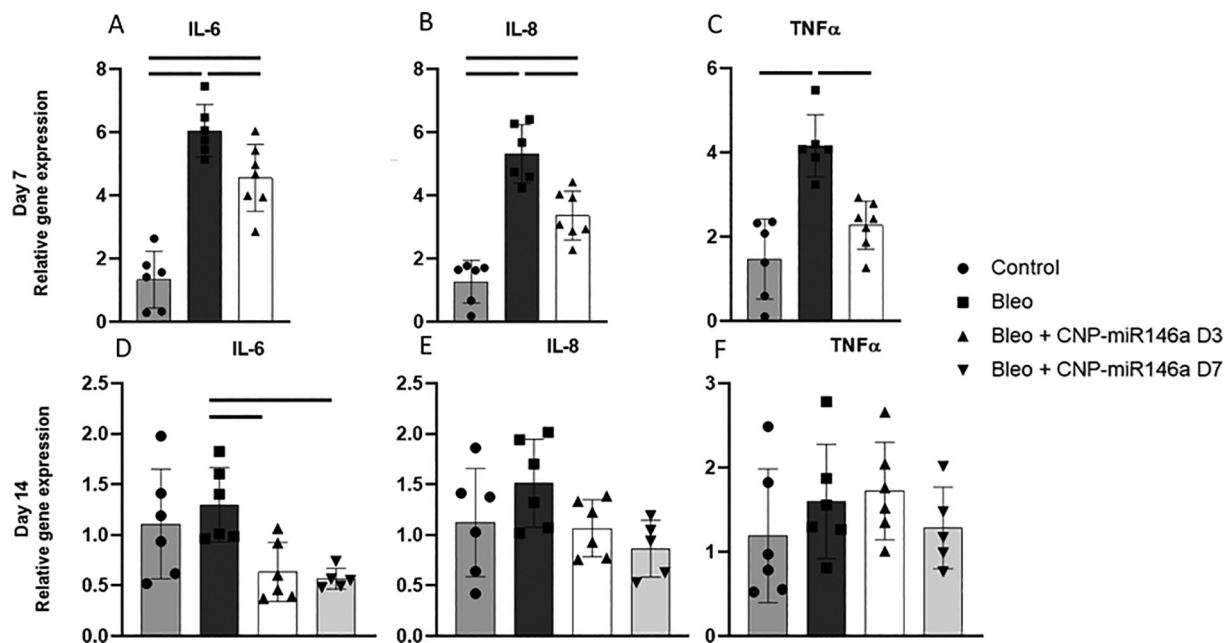 A
IL-6
B
IL-8
C
TNFα
Day 7
Relative gene expression
8
6
4
2
0
8
6
4
2
0
6
4
2
0
Control
Bleo
Bleo + CNP-miR146a D3
Bleo + CNP-miR146a D7
D
IL-6
E
IL-8
F
TNFα
Day 14
Relative gene expression
2.5
2.0
1.5
1.0
0.5
0.0
2.5
2.0
1.5
1.0
0.5
0.0
3
2
1
0